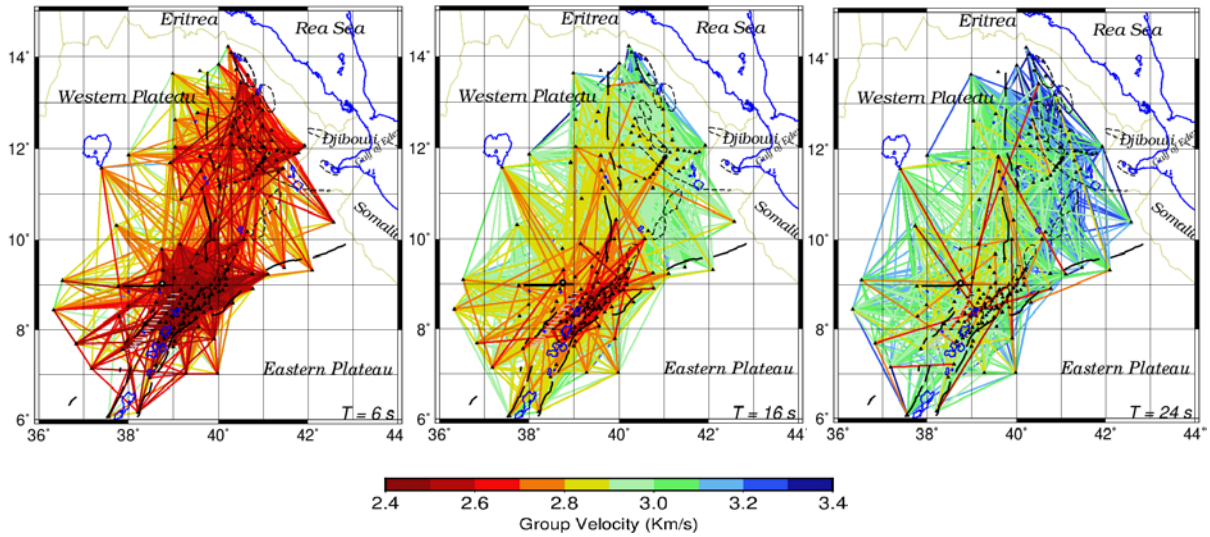 Eritrea
Rea Sea
Western Plateau
Djibouti
Gulf of Eden
Somalia
Eastern Plateau
T = 6 s
14°
12°
10°
8°
6°
36
38
40
42
44
Eritrea
Rea Sea
Western Plateau
Djibouti
Gulf of Eden
Somalia
Eastern Plateau
T = 16 s
14°
12°
10°
8°
6°
36
38
40
42
44
Eritrea
Rea Sea
Western Plateau
Djibouti
Gulf of Eden
Somalia
Eastern Plateau
T = 24 s
14°
12°
10°
8°
6°
36°
38°
40°
42°
44°
2.4 2.6 2.8 3.0 3.2 3.4
Group Velocity (Km/s)